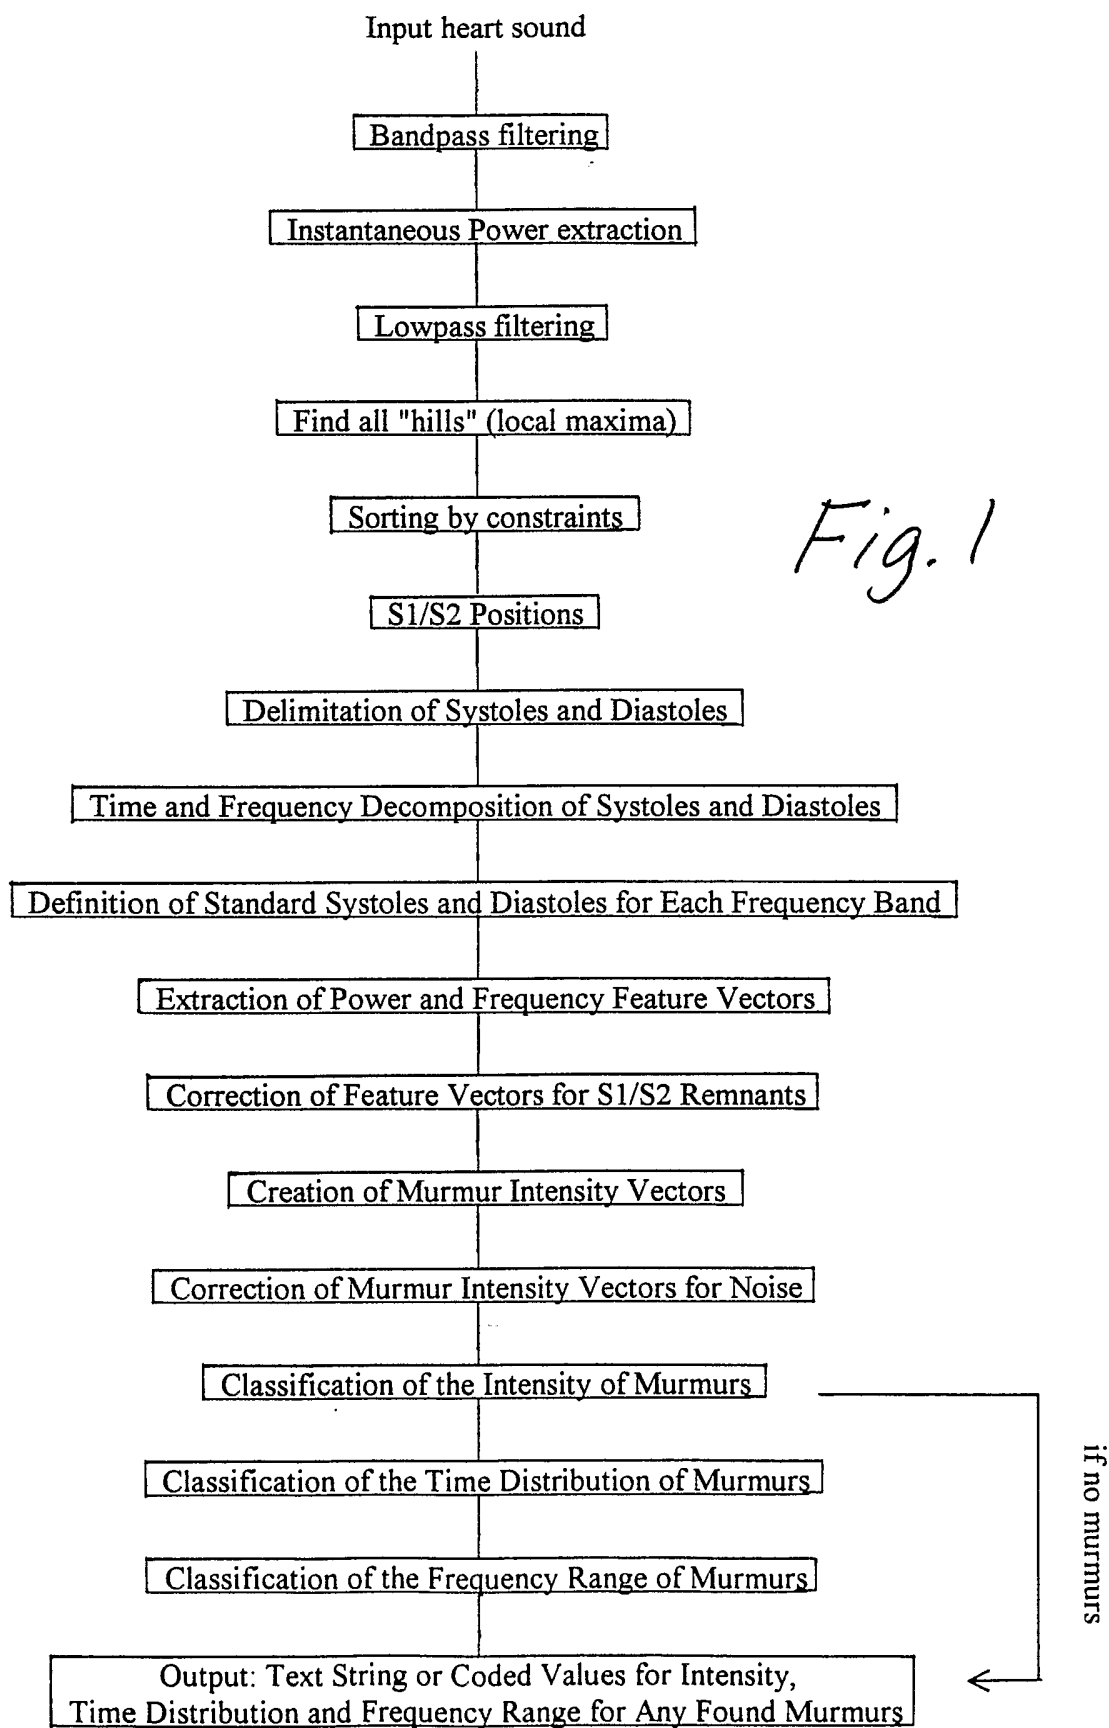 Input heart sound
Bandpass filtering
Instantaneous Power extraction
Lowpass filtering
Find all "hills" (local maxima)
Sorting by constraints
Fig. 1
S1/S2 Positions
Delimitation of Systoles and Diastoles
Time and Frequency Decomposition of Systoles and Diastoles
Definition of Standard Systoles and Diastoles for Each Frequency Band
Extraction of Power and Frequency Feature Vectors
Correction of Feature Vectors for S1/S2 Remnants
Creation of Murmur Intensity Vectors
Correction of Murmur Intensity Vectors for Noise
Classification of the Intensity of Murmurs
Classification of the Time Distribution of Murmurs
Classification of the Frequency Range of Murmurs
if no murmurs
Output: Text String or Coded Values for Intensity,
Time Distribution and Frequency Range for Any Found Murmurs